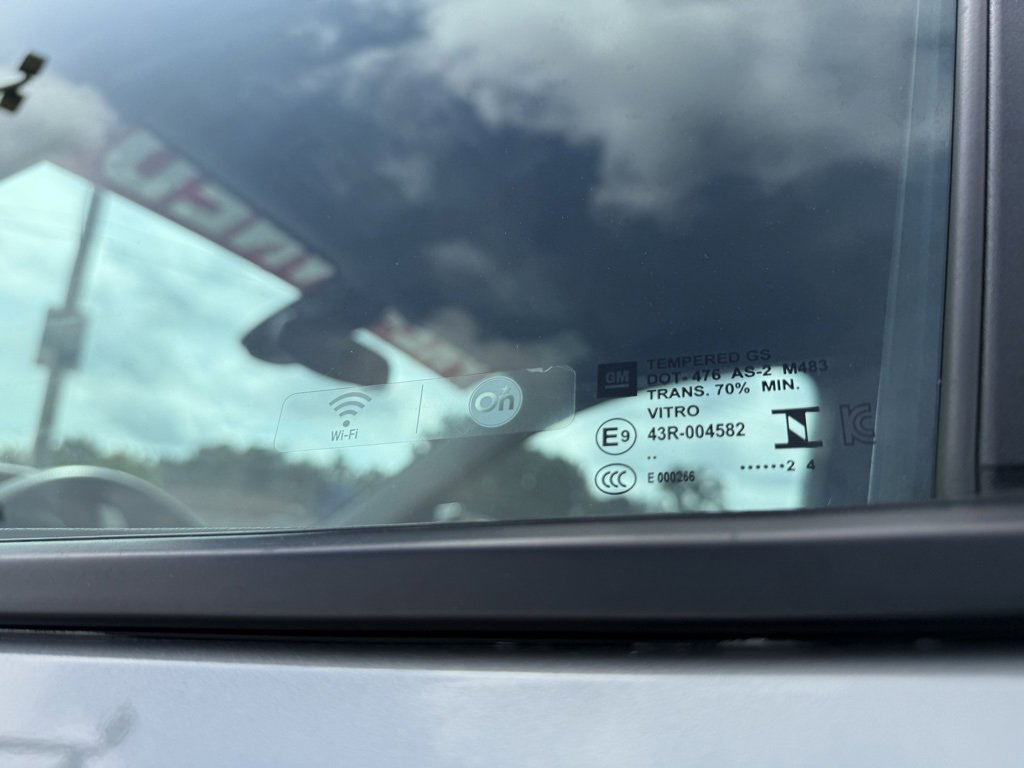 Wi-Fi
On
GM
TEMPERED GS
DOT- 476 AS-2 M483
TRANS. 70% MIN.
VITRO
E9
43R-004582
..
CCC
E 000266
••••••2 4